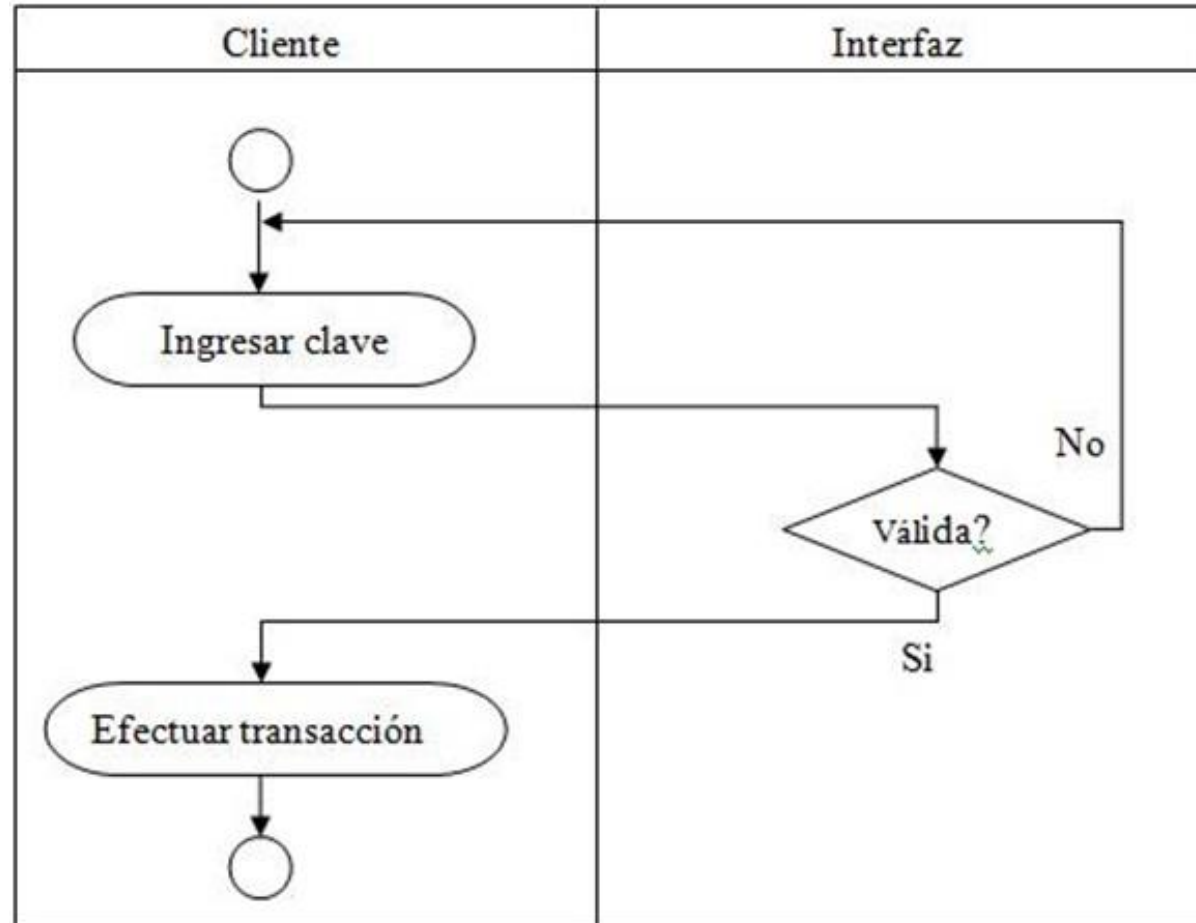 Cliente
Interfaz
Ingresar clave
No
Válida?
Si
Efectuar transacción